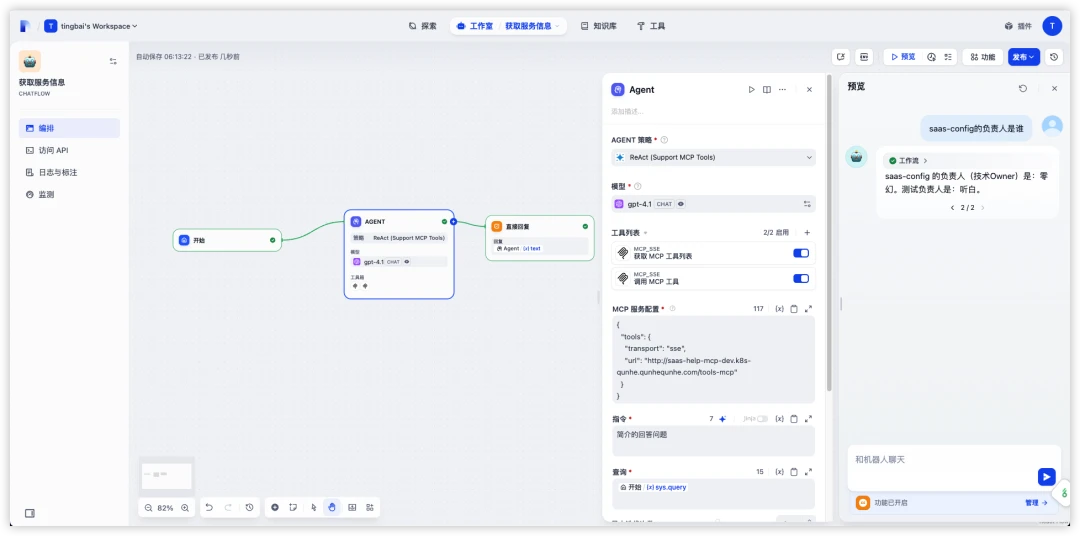 T tingbai's Workspace
探索
工作室 / 获取服务信息
知识库
工具
插件
T
获取服务信息
CHATFLOW
编排
访问 API
日志与标注
监测
自动保存 06:13:22 · 已发布 几秒前
预览
功能
发布
开始
AGENT
策略 ReAct (Support MCP Tools)
模型
gpt-4.1 CHAT
工具箱
直接回复
回复
Agent {x} text
82%
Agent
添加描述...
AGENT 策略 *
ReAct (Support MCP Tools)
模型 *
gpt-4.1 CHAT
工具列表 * 2/2 启用
MCP_SSE
获取 MCP 工具列表
MCP_SSE
调用 MCP 工具
MCP 服务配置 * 117 {x}
{
"tools": {
"transport": "sse",
"url": "http://saas-help-mcp-dev.k8s-
qunhe.qunhequnhe.com/tools-mcp"
}
}
指令 * 7 {x}
简介的回答问题
查询 * 15 {x}
开始 {x} sys.query
预览
saas-config的负责人是谁
工作流
saas-config 的负责人（技术Owner）是：零
幻。测试负责人是：听白。
2 / 2
和机器人聊天
功能已开启
管理